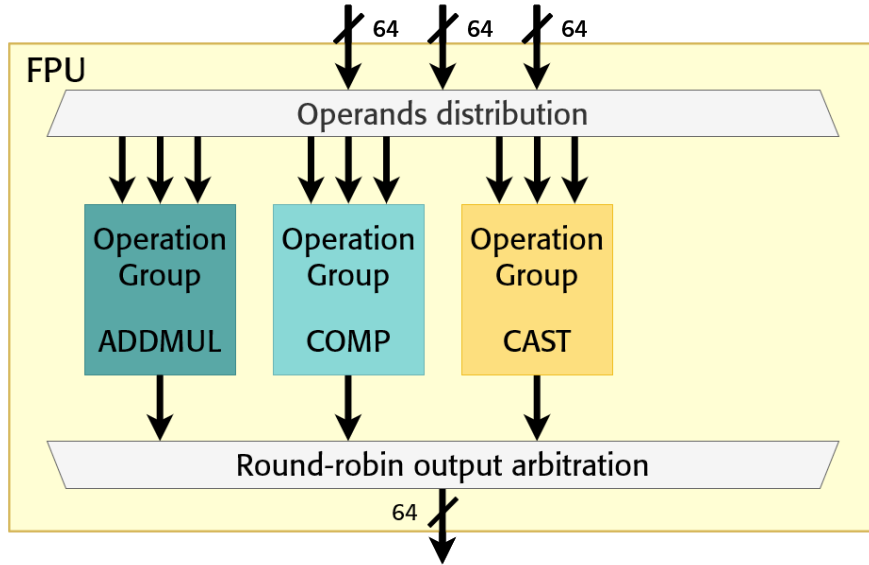 64 64 64
FPU
Operands distribution
Operation
Group
ADDMUL
Operation
Group
COMP
Operation
Group
CAST
Round-robin output arbitration
64